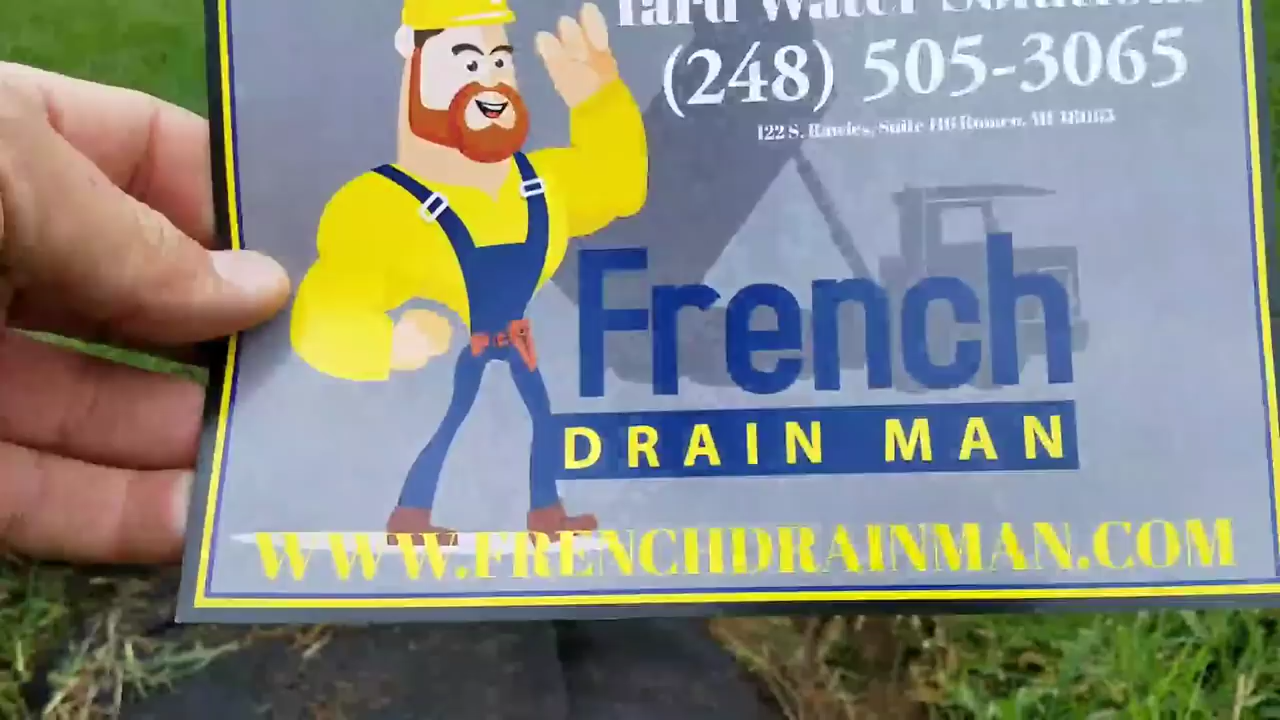 Yard Water Solutions
(248) 505-3065
122 S. Rawles, Suite 116 Romeo, MI 48065
French
DRAIN MAN
WWW.FRENCHDRAINMAN.COM